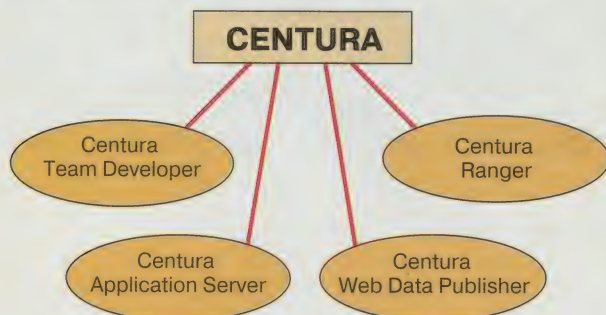 CENTURA
Centura
Team Developer
Centura
Ranger
Centura
Application Server
Centura
Web Data Publisher